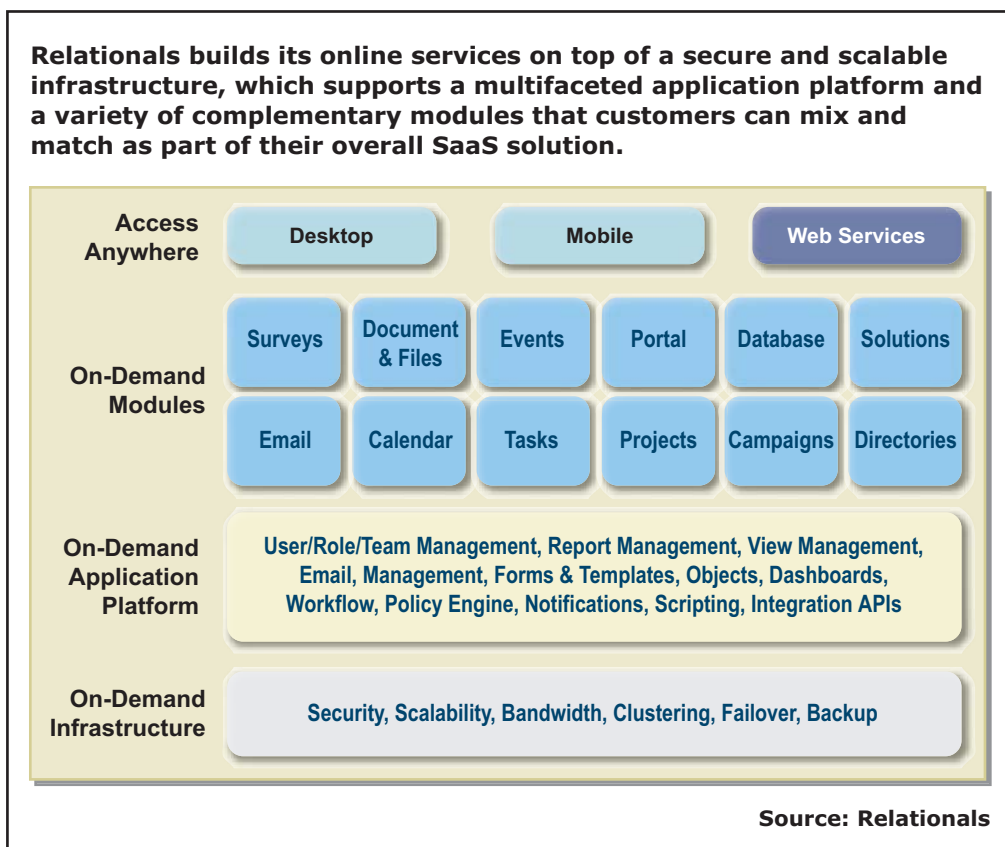 Relationals builds its online services on top of a secure and scalable
infrastructure, which supports a multifaceted application platform and
a variety of complementary modules that customers can mix and
match as part of their overall SaaS solution.
Access
Anywhere
Desktop
Mobile
Web Services
On-Demand
Modules
Surveys
Document
& Files
Events
Portal
Database
Solutions
Email
Calendar
Tasks
Projects
Campaigns
Directories
On-Demand
Application
Platform
User/Role/Team Management, Report Management, View Management,
Email, Management, Forms & Templates, Objects, Dashboards,
Workflow, Policy Engine, Notifications, Scripting, Integration APIs
On-Demand
Infrastructure
Security, Scalability, Bandwidth, Clustering, Failover, Backup
Source: Relationals